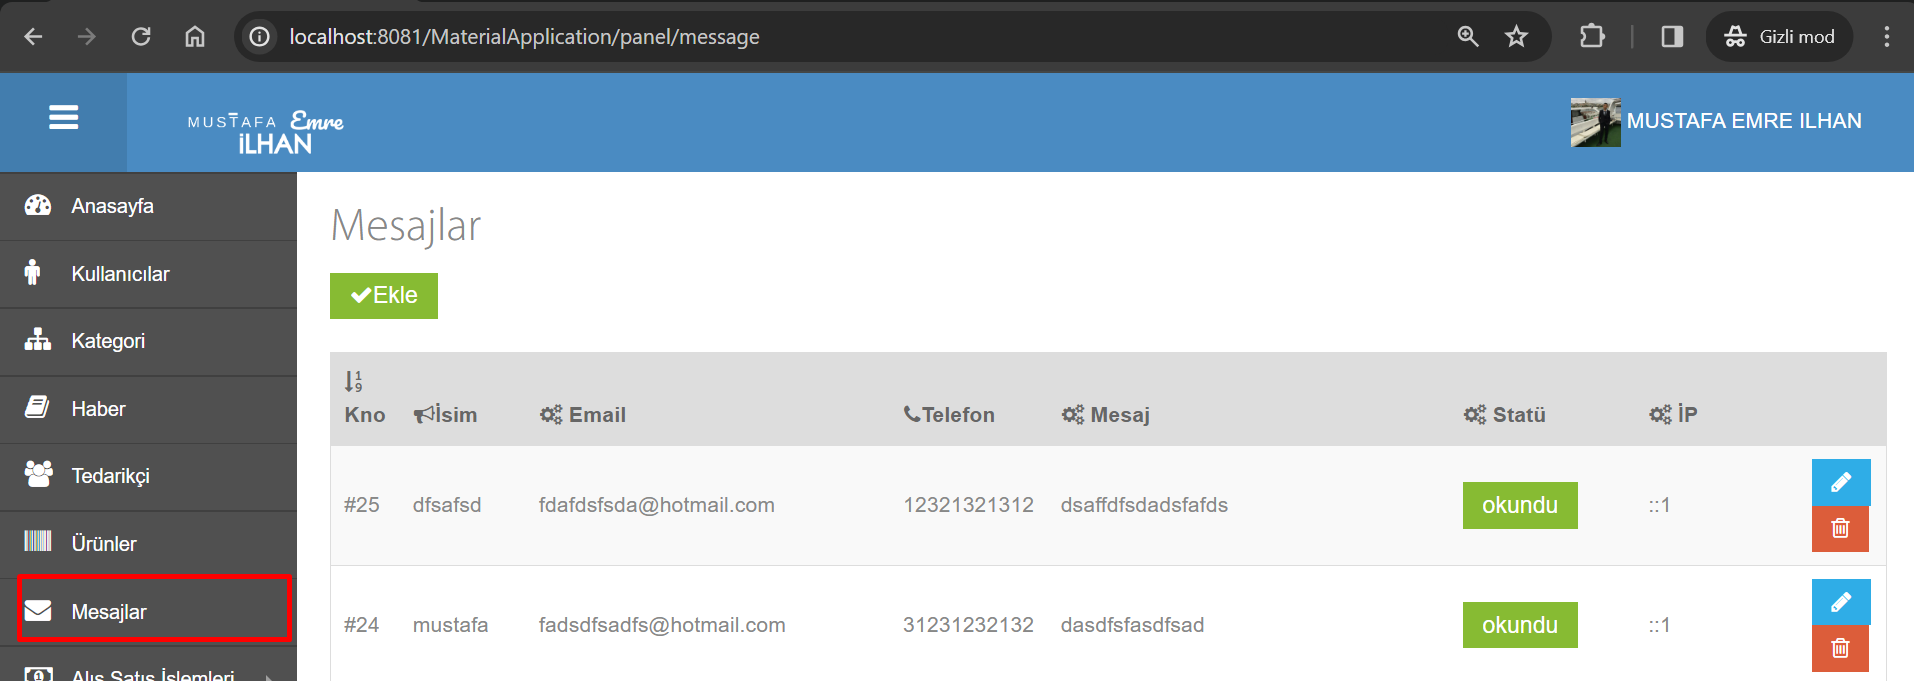 localhost:8081/MaterialApplication/panel/message
Gizli mod
MUSTAFA Emre
İLHAN
MUSTAFA EMRE ILHAN
Anasayfa
Kullanıcılar
Kategori
Haber
Tedarikçi
Ürünler
Mesajlar
Alış Satış İşlemleri
Mesajlar
Ekle
Kno İsim Email Telefon Mesaj Statü İP
#25 dfsafsd fdafdsfsda@hotmail.com 12321321312 dsaffdfsdadsfafds okundu ::1
#24 mustafa fadsdfsadfs@hotmail.com 31231232132 dasdfsfasdfsad okundu ::1